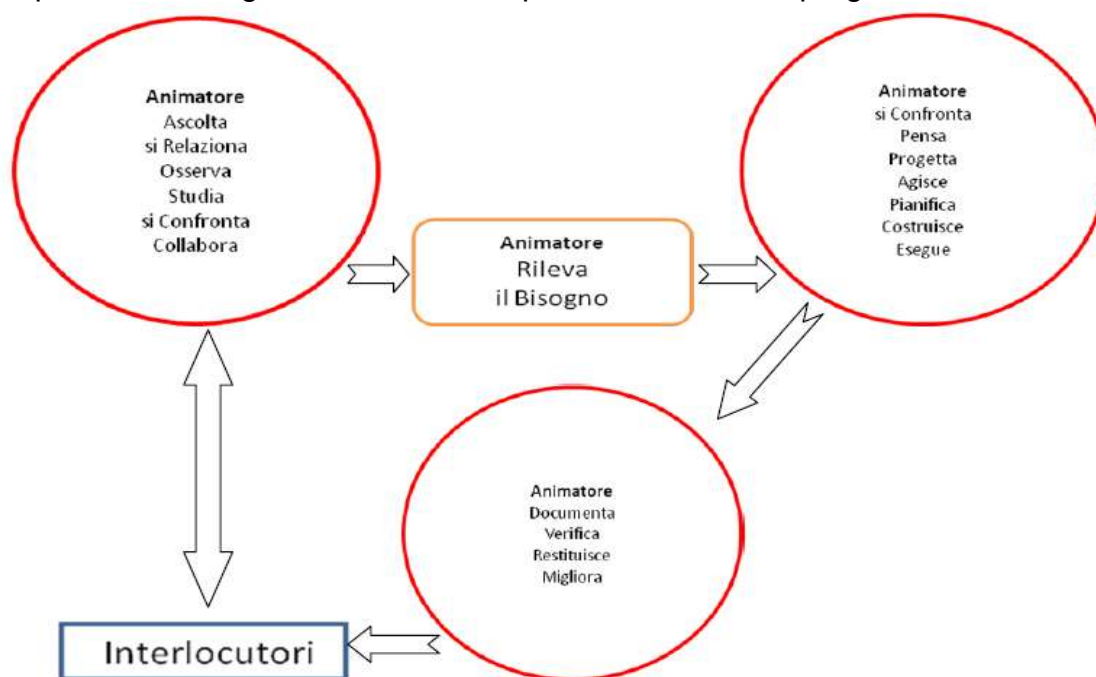 Animatore
Ascolta
si Relaziona
Osserva
Studia
si Confronta
Collabora
Animatore
Rileva
il Bisogno
Animatore
si Confronta
Pensa
Progetta
Agisce
Pianifica
Costruisce
Esegue
Animatore
Documenta
Verifica
Restituisce
Migliora
Interlocutori